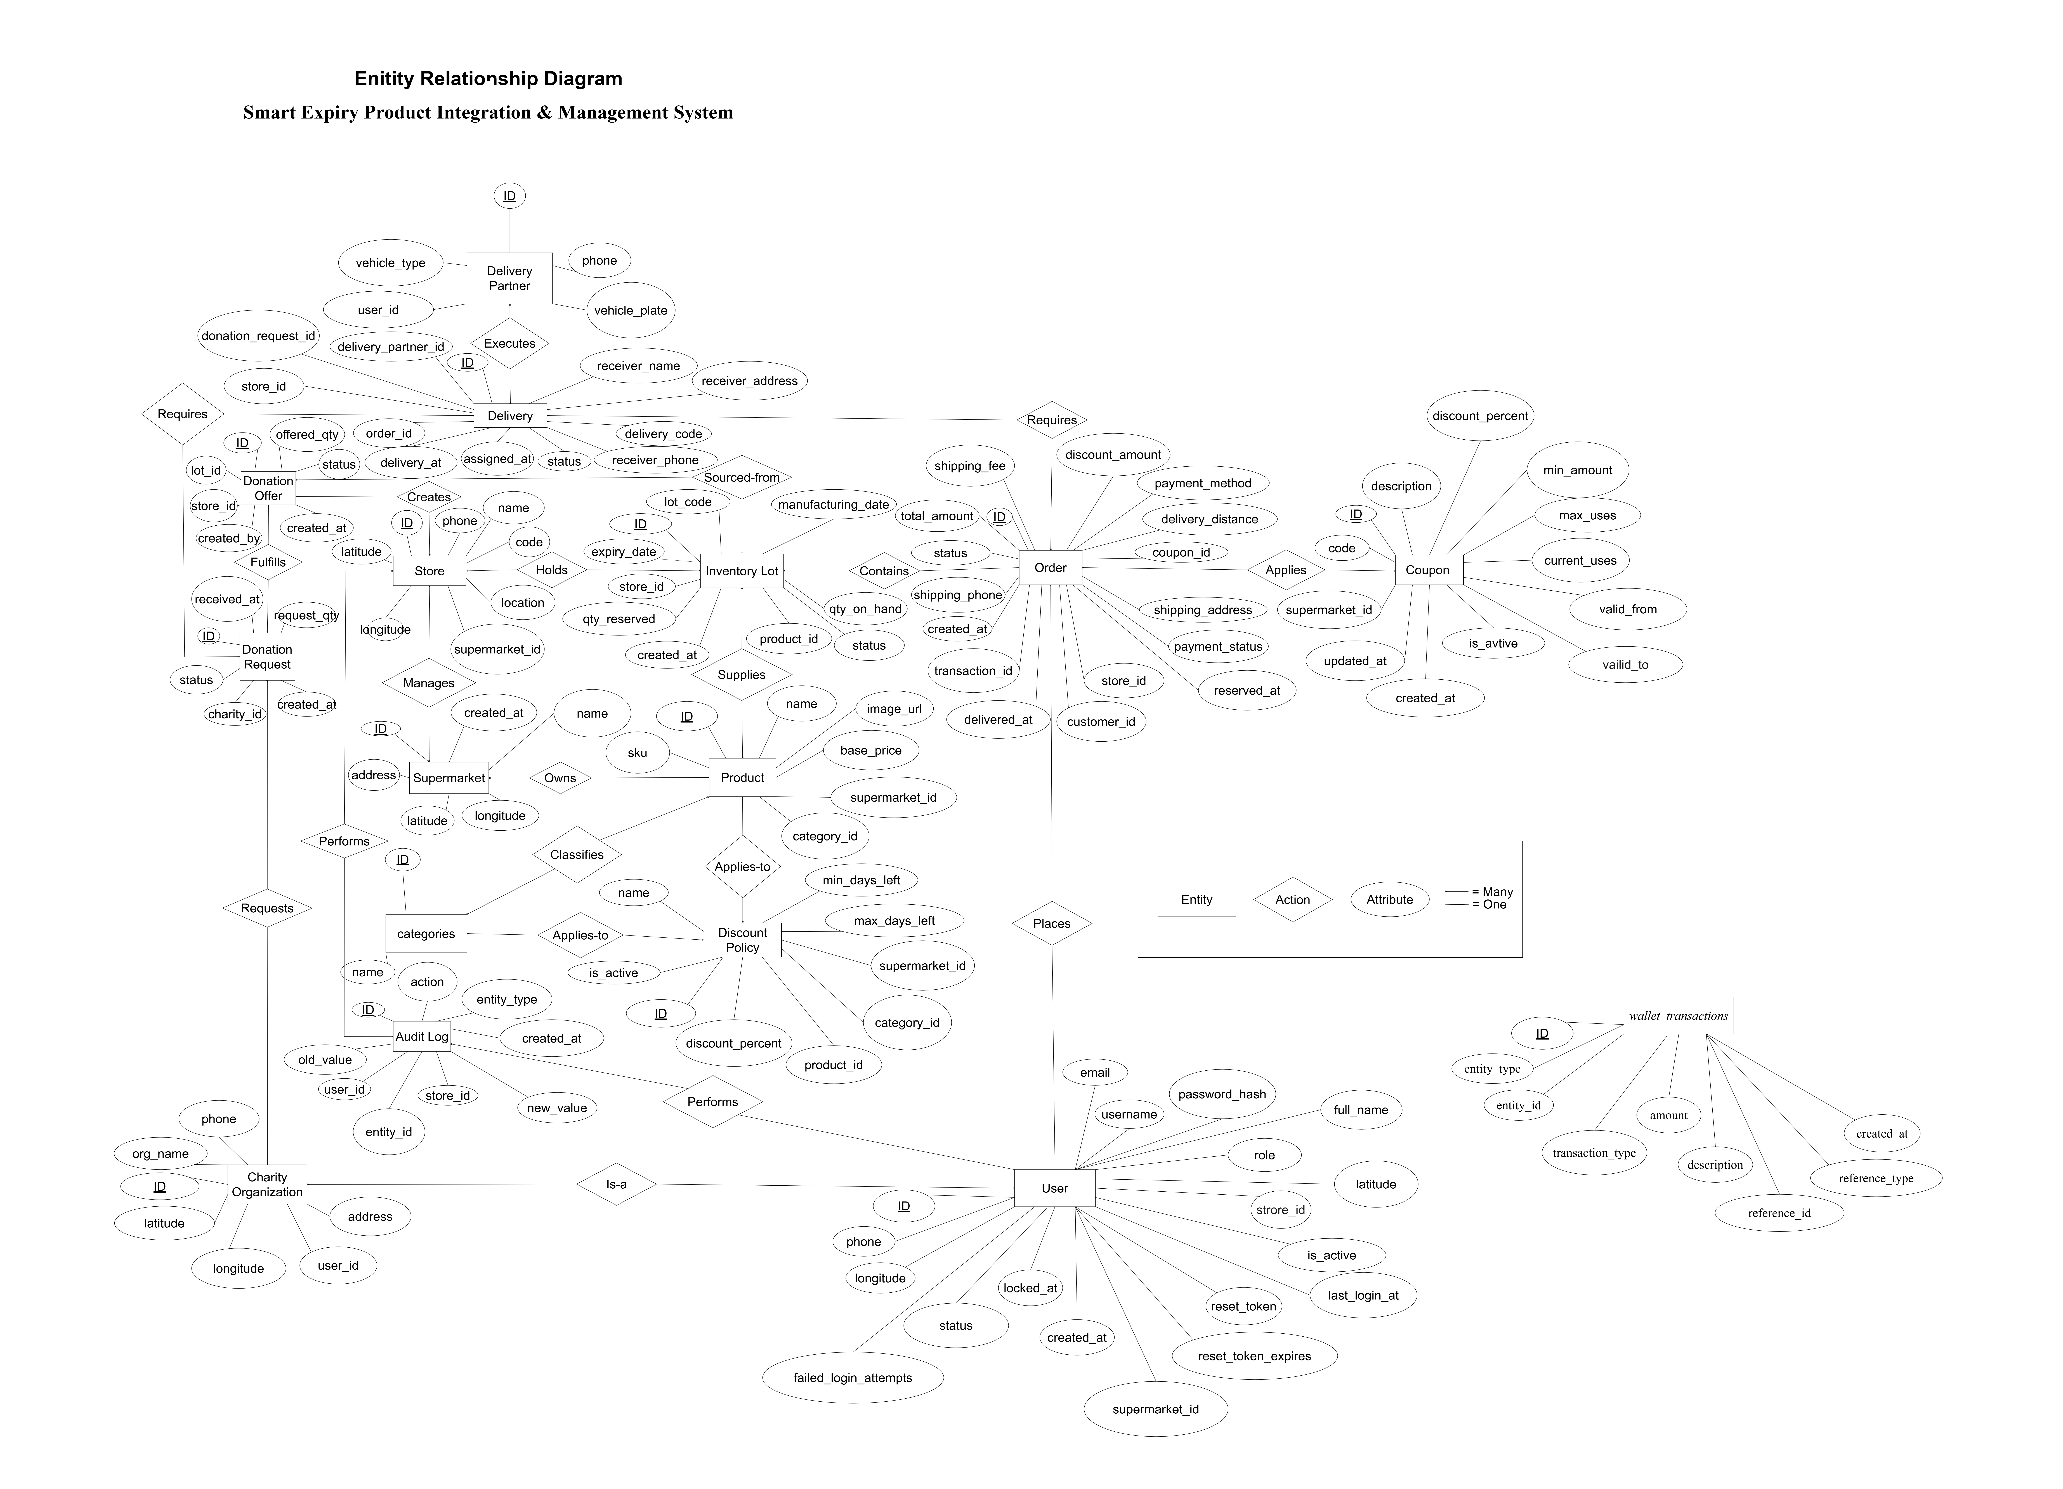 Enitity Relationship Diagram
Smart Expiry Product Integration & Management System
ID
vehicle_type
Delivery
Partner
phone
user_id
vehicle_plate
donation_request_id
delivery_partner_id
Executes
ID
receiver_name
store_id
receiver_address
Requires
Delivery
Requires
ID
offered_qty
order_id
delivery_code
lot_id
status
delivery_at
assigned_at
status
receiver_phone
Donation
Offer
Creates
Sourced-from
store_id
created_by
created_at
Fulfills
received_at
request_qty
ID
Donation
Request
status
charity_id
created_at
ID
phone
name
latitude
code
Store
location
longitude
supermarket_id
Holds
Manages
lot_code
manufacturing_date
ID
expiry_date
Inventory Lot
store_id
qty_reserved
qty_on_hand
created_at
product_id
status
Supplies
Contains
shipping_fee
discount_amount
payment_method
total_amount
ID
delivery_distance
status
coupon_id
Order
shipping_phone
shipping_address
created_at
payment_status
transaction_id
store_id
reserved_at
delivered_at
customer_id
Applies
discount_percent
description
min_amount
ID
max_uses
code
current_uses
Coupon
supermarket_id
valid_from
is_avtive
updated_at
vailid_to
created_at
ID
created_at
name
address
Supermarket
latitude
longitude
Owns
ID
name
image_url
sku
base_price
Product
supermarket_id
category_id
Performs
Classifies
Applies-to
ID
categories
name
Applies-to
name
min_days_left
max_days_left
Discount
Policy
is_active
supermarket_id
ID
category_id
discount_percent
product_id
Requests
Places
Entity
Action
Attribute
= Many
= One
action
ID
entity_type
Audit Log
created_at
old_value
user_id
store_id
new_value
entity_id
Performs
wallet_transactions
ID
entity_type
entity_id
amount
transaction_type
description
created_at
reference_type
reference_id
phone
org_name
ID
Charity
Organization
latitude
address
longitude
user_id
Is-a
email
password_hash
username
full_name
role
User
latitude
ID
strore_id
phone
is_active
longitude
locked_at
last_login_at
reset_token
status
created_at
reset_token_expires
failed_login_attempts
supermarket_id